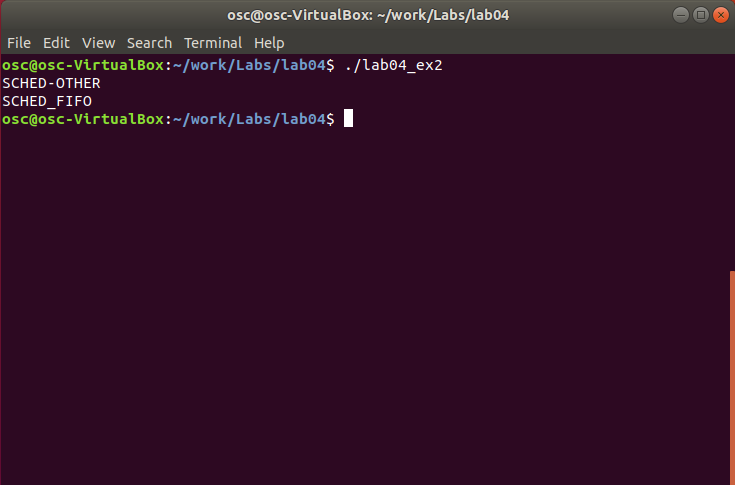 osc@osc-VirtualBox: ~/work/Labs/lab04
File Edit View Search Terminal Help
osc@osc-VirtualBox:~/work/Labs/lab04$ ./lab04_ex2
SCHED-OTHER
SCHED_FIFO
osc@osc-VirtualBox:~/work/Labs/lab04$